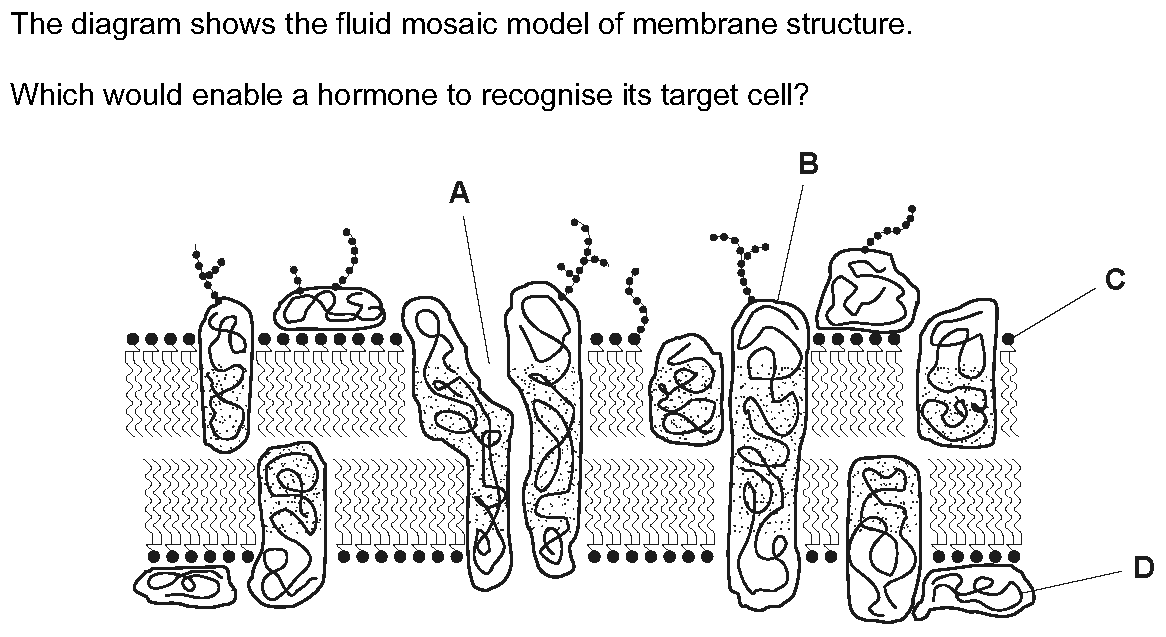 The diagram shows the fluid mosaic model of membrane structure.
Which would enable a hormone to recognise its target cell?
B
A
C
D